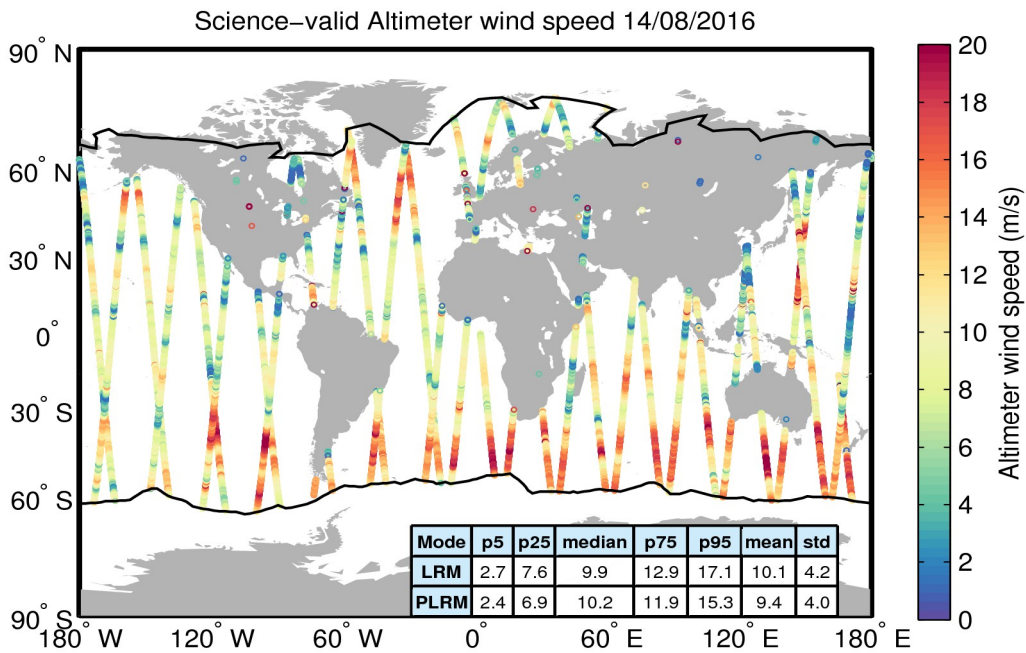 Science−valid Altimeter wind speed 14/08/2016
90° N
60° N
30° N
0°
30° S
60° S
90° S
180° W
120° W
60° W
0°
60° E
120° E
180° E
Mode p5 p25 median p75 p95 mean std
LRM 2.7 7.6 9.9 12.9 17.1 10.1 4.2
PLRM 2.4 6.9 10.2 11.9 15.3 9.4 4.0
20
18
16
14
12
10
8
6
4
2
0
Altimeter wind speed (m/s)